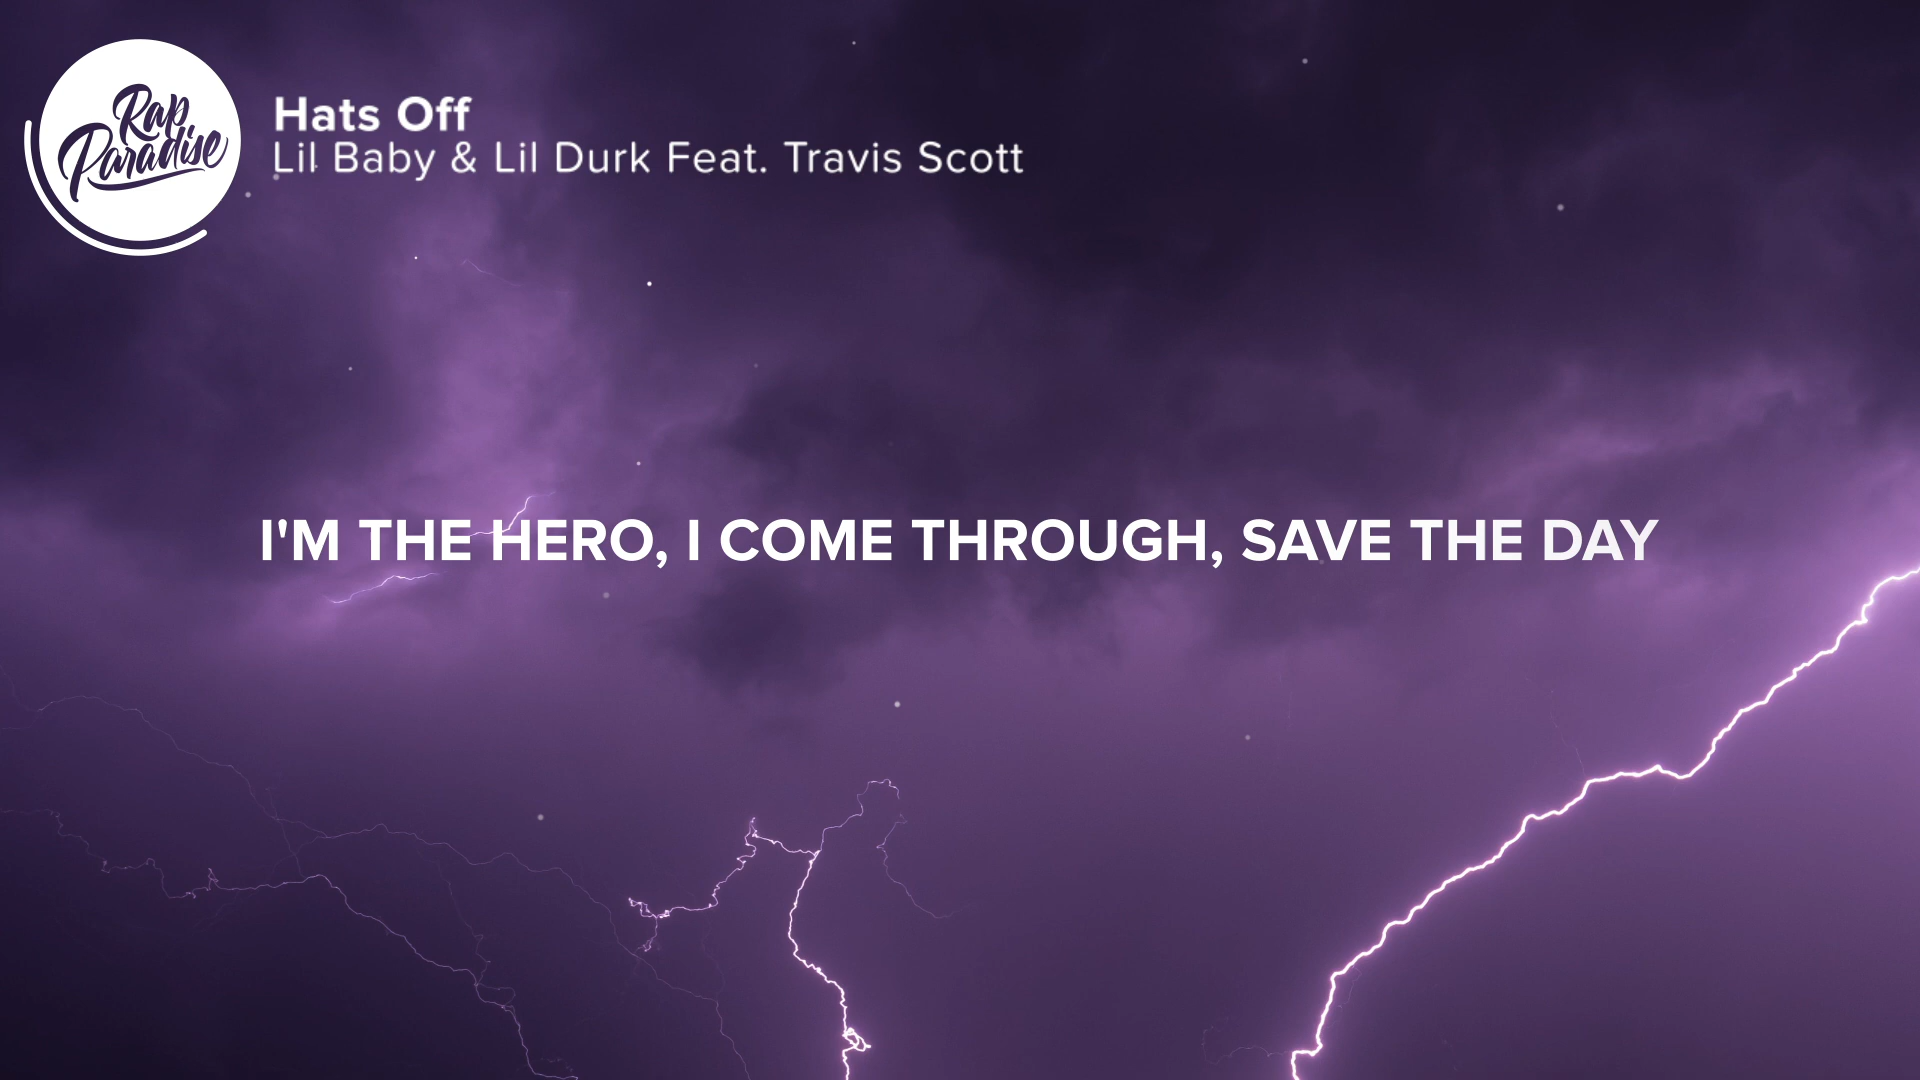 Rap
Paradise
Hats Off
Lil Baby & Lil Durk Feat. Travis Scott
I'M THE HERO, I COME THROUGH, SAVE THE DAY